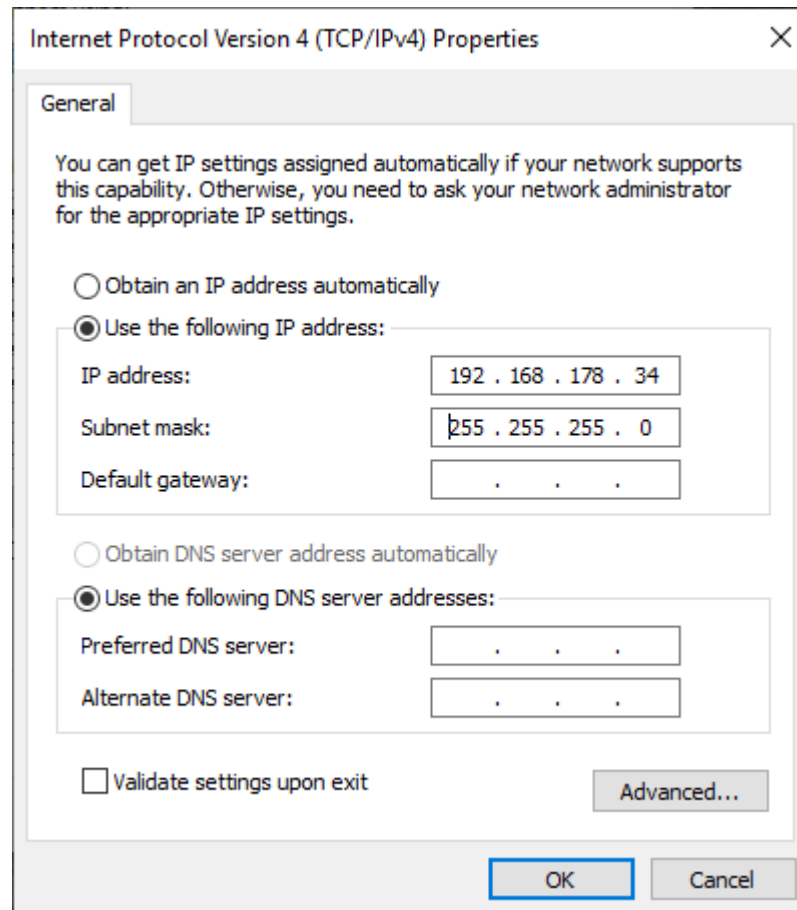 Internet Protocol Version 4 (TCP/IPv4) Properties
General
You can get IP settings assigned automatically if your network supports
this capability. Otherwise, you need to ask your network administrator
for the appropriate IP settings.
Obtain an IP address automatically
Use the following IP address:
IP address: 192 . 168 . 178 . 34
Subnet mask: 255 . 255 . 255 . 0
Default gateway: . . .
Obtain DNS server address automatically
Use the following DNS server addresses:
Preferred DNS server: . . .
Alternate DNS server: . . .
Validate settings upon exit
Advanced...
OK Cancel